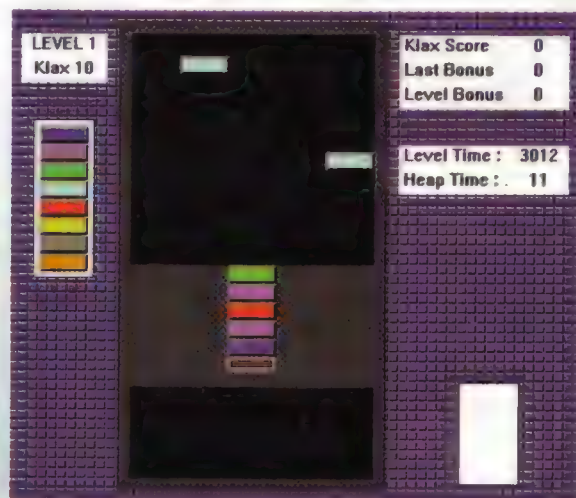 LEVEL 1
Klax 10
Klax Score 0
Last Bonus 0
Level Bonus 0
Level Time : 3012
Heap Time : . 11